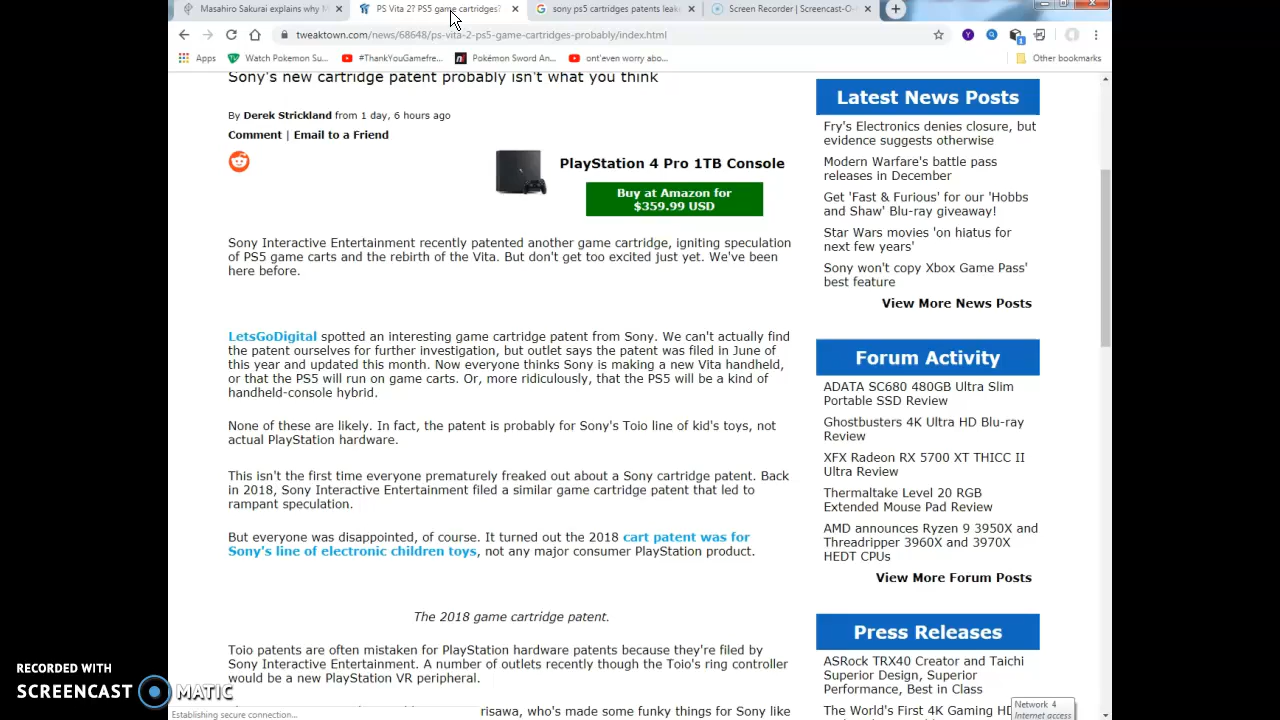 Masahiro Sakurai explains why M
PS Vita 2? PS5 game cartridges?
sony ps5 cartridges patents leak
Screen Recorder | Screencast-O-
tweaktown.com/news/68648/ps-vita-2-ps5-game-cartridges-probably/index.html
Apps
Watch Pokemon Su...
#ThankYouGamefre...
Pokémon Sword An...
ont'even worry abo...
Other bookmarks
Sony's new cartridge patent probably isn't what you think
By Derek Strickland from 1 day, 6 hours ago
Comment | Email to a Friend
PlayStation 4 Pro 1TB Console
Buy at Amazon for
$359.99 USD
Sony Interactive Entertainment recently patented another game cartridge, igniting speculation
of PS5 game carts and the rebirth of the Vita. But don't get too excited just yet. We've been
here before.
LetsGoDigital spotted an interesting game cartridge patent from Sony. We can't actually find
the patent ourselves for further investigation, but outlet says the patent was filed in June of
this year and updated this month. Now everyone thinks Sony is making a new Vita handheld,
or that the PS5 will run on game carts. Or, more ridiculously, that the PS5 will be a kind of
handheld-console hybrid.
None of these are likely. In fact, the patent is probably for Sony's Toio line of kid's toys, not
actual PlayStation hardware.
This isn't the first time everyone prematurely freaked out about a Sony cartridge patent. Back
in 2018, Sony Interactive Entertainment filed a similar game cartridge patent that led to
rampant speculation.
But everyone was disappointed, of course. It turned out the 2018 cart patent was for
Sony's line of electronic children toys, not any major consumer PlayStation product.
The 2018 game cartridge patent.
Toio patents are often mistaken for PlayStation hardware patents because they're filed by
Sony Interactive Entertainment. A number of outlets recently though the Toio's ring controller
would be a new PlayStation VR peripheral.
risawa, who's made some funky things for Sony like
Latest News Posts
Fry's Electronics denies closure, but
evidence suggests otherwise
Modern Warfare's battle pass
releases in December
Get 'Fast & Furious' for our 'Hobbs
and Shaw' Blu-ray giveaway!
Star Wars movies 'on hiatus for
next few years'
Sony won't copy Xbox Game Pass'
best feature
View More News Posts
Forum Activity
ADATA SC680 480GB Ultra Slim
Portable SSD Review
Ghostbusters 4K Ultra HD Blu-ray
Review
XFX Radeon RX 5700 XT THICC II
Ultra Review
Thermaltake Level 20 RGB
Extended Mouse Pad Review
AMD announces Ryzen 9 3950X and
Threadripper 3960X and 3970X
HEDT CPUs
View More Forum Posts
Press Releases
ASRock TRX40 Creator and Taichi
Superior Design, Superior
Performance, Best in Class
The World's First 4K Gaming HD
Network 4
Internet access
Establishing secure connection...
RECORDED WITH
SCREENCAST MATIC